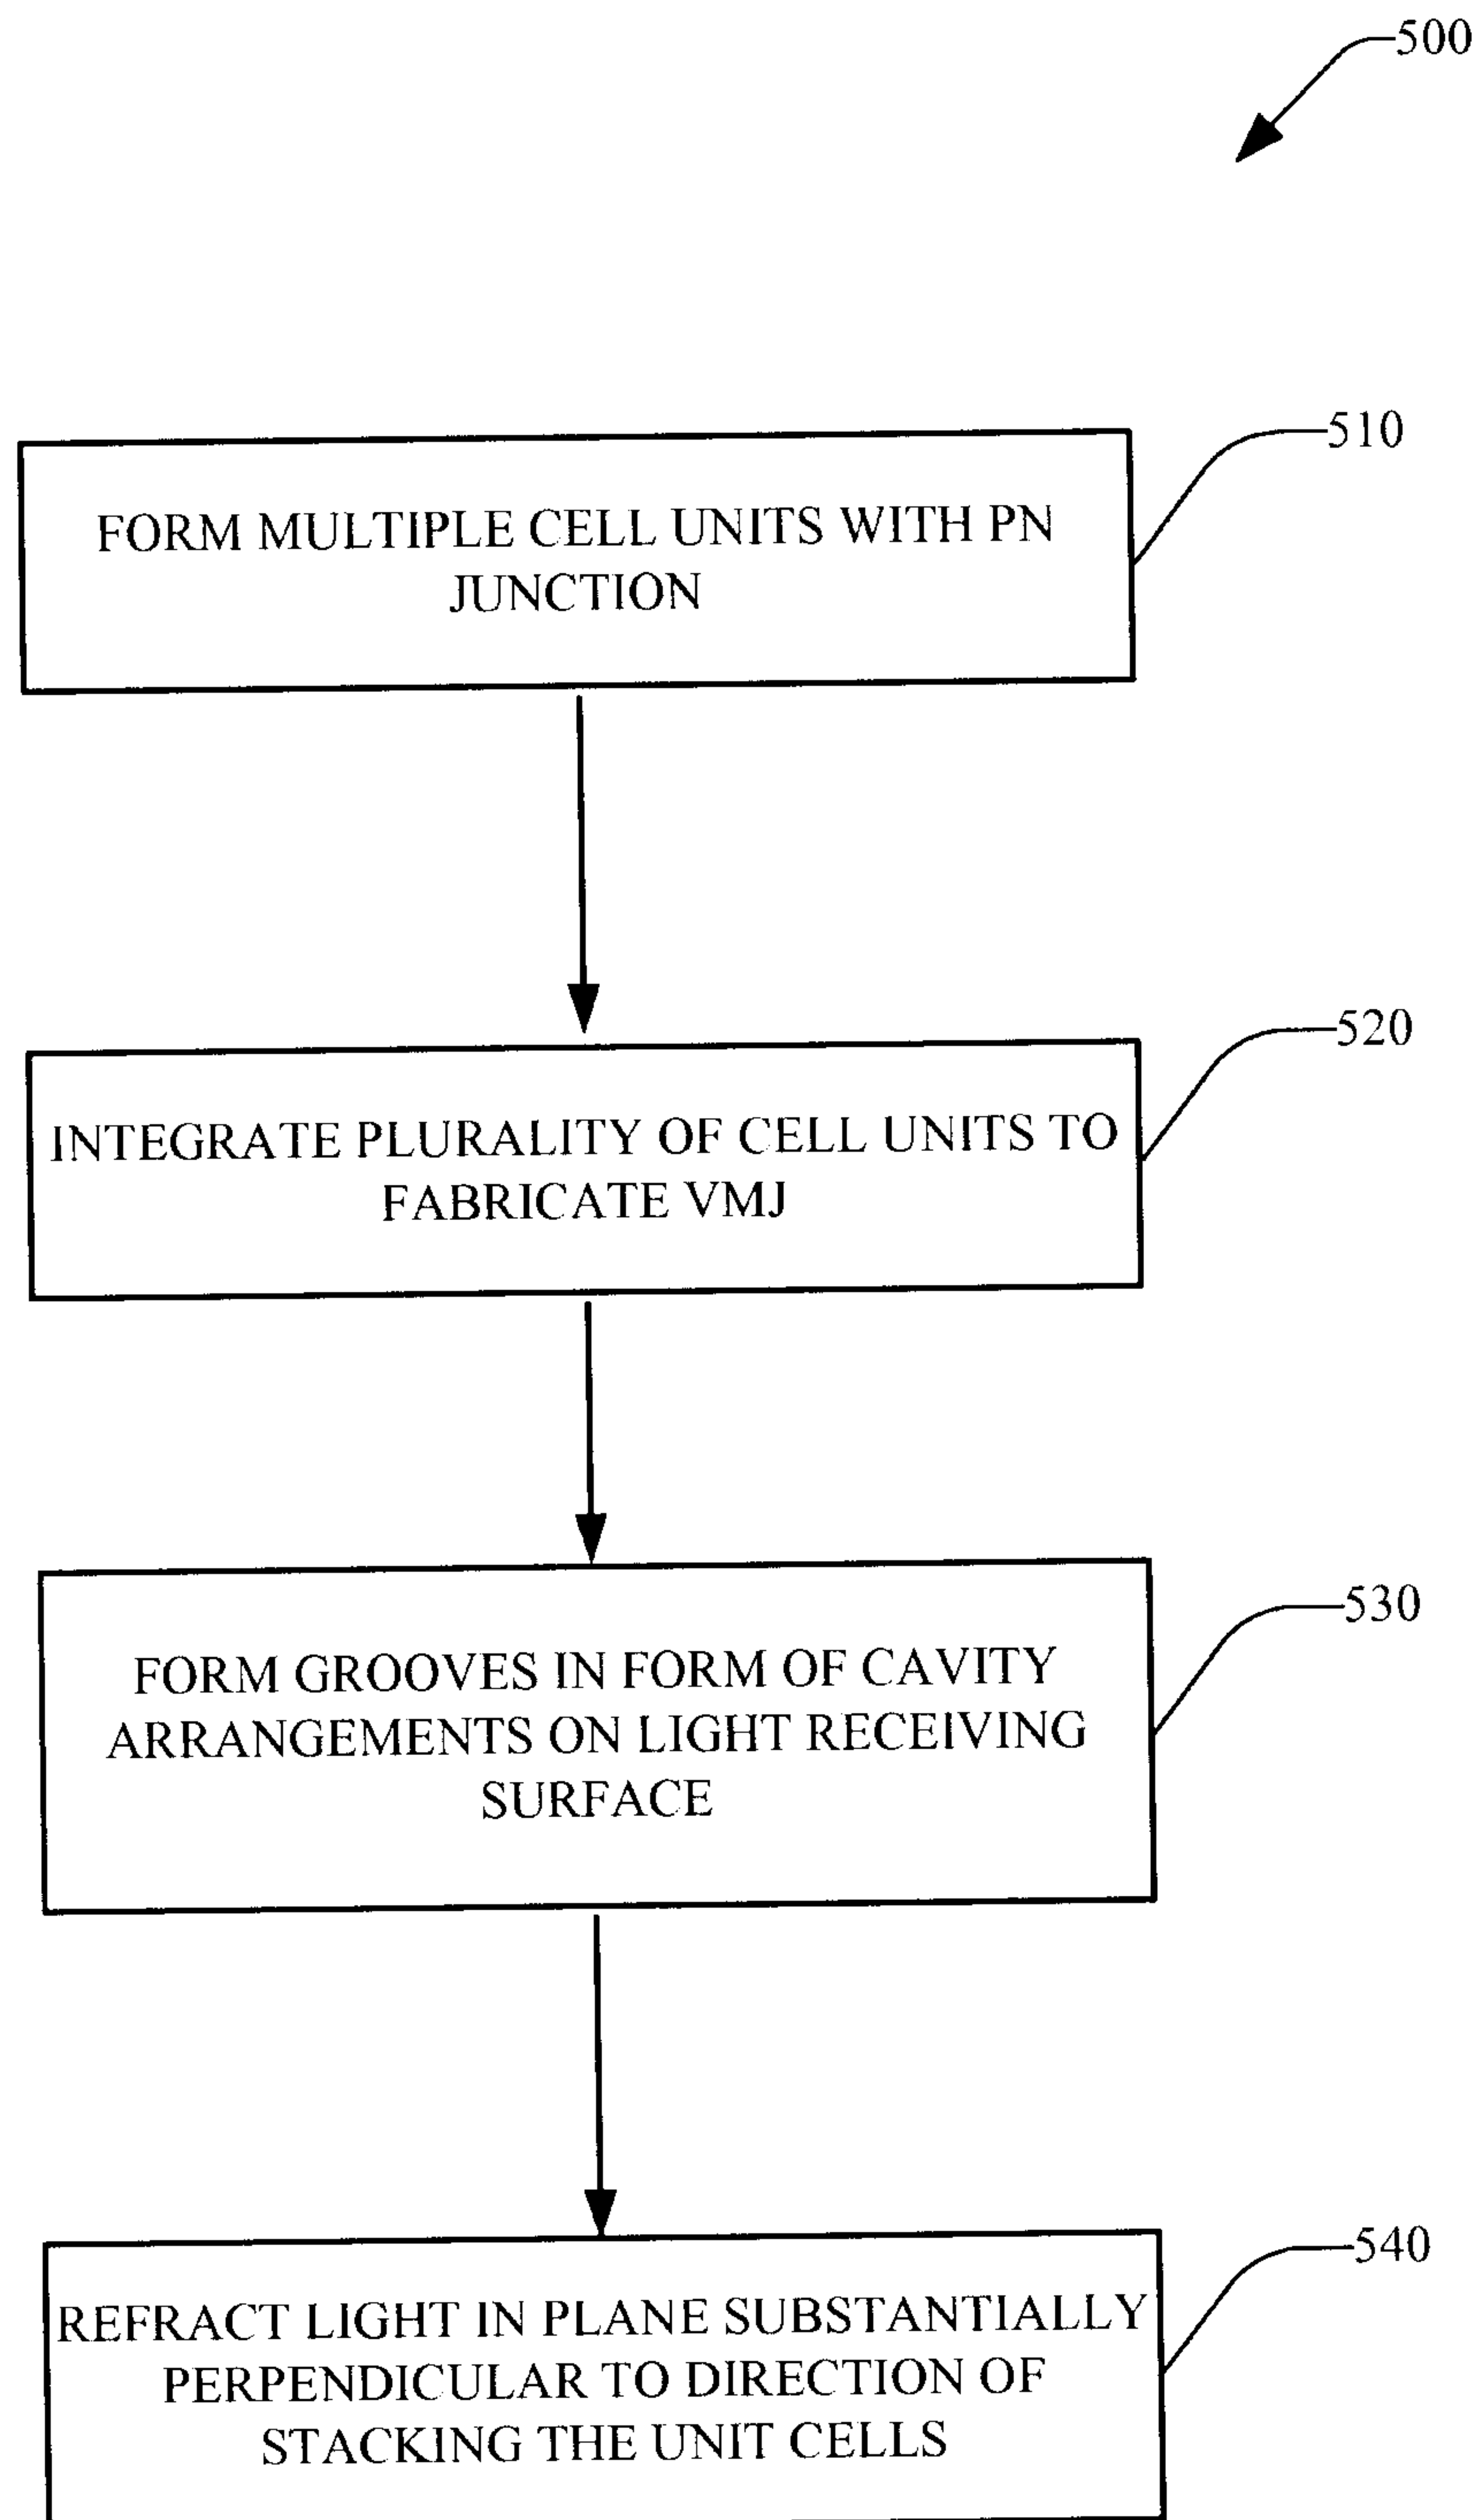 500
510
FORM MULTIPLE CELL UNITS WITH PN
JUNCTION
520
INTEGRATE PLURALITY OF CELL UNITS TO
FABRICATE VMJ
530
FORM GROOVES IN FORM OF CAVITY
ARRANGEMENTS ON LIGHT RECEIVING
SURFACE
540
REFRACT LIGHT IN PLANE SUBSTANTIALLY
PERPENDICULAR TO DIRECTION OF
STACKING THE UNIT CELLS